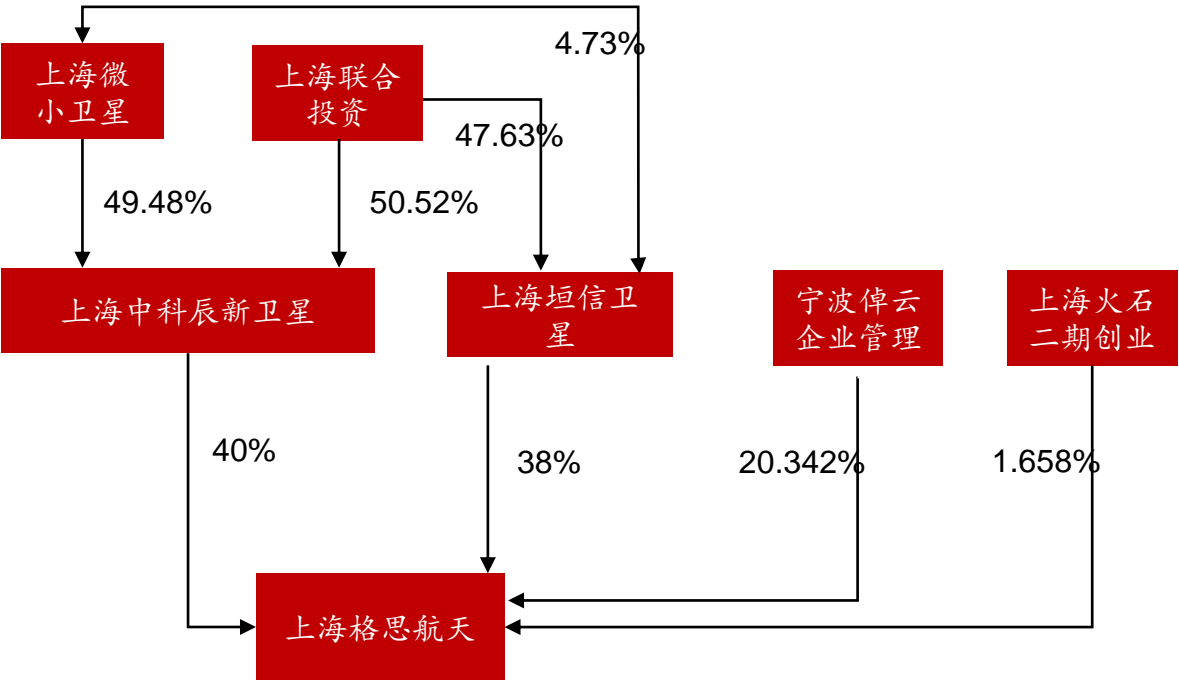 4.73%
上海微
小卫星
上海联合
投资
47.63%
49.48%
50.52%
上海中科辰新卫星
上海垣信卫
星
宁波倬云
企业管理
上海火石
二期创业
40%
38%
20.342%
1.658%
上海格思航天